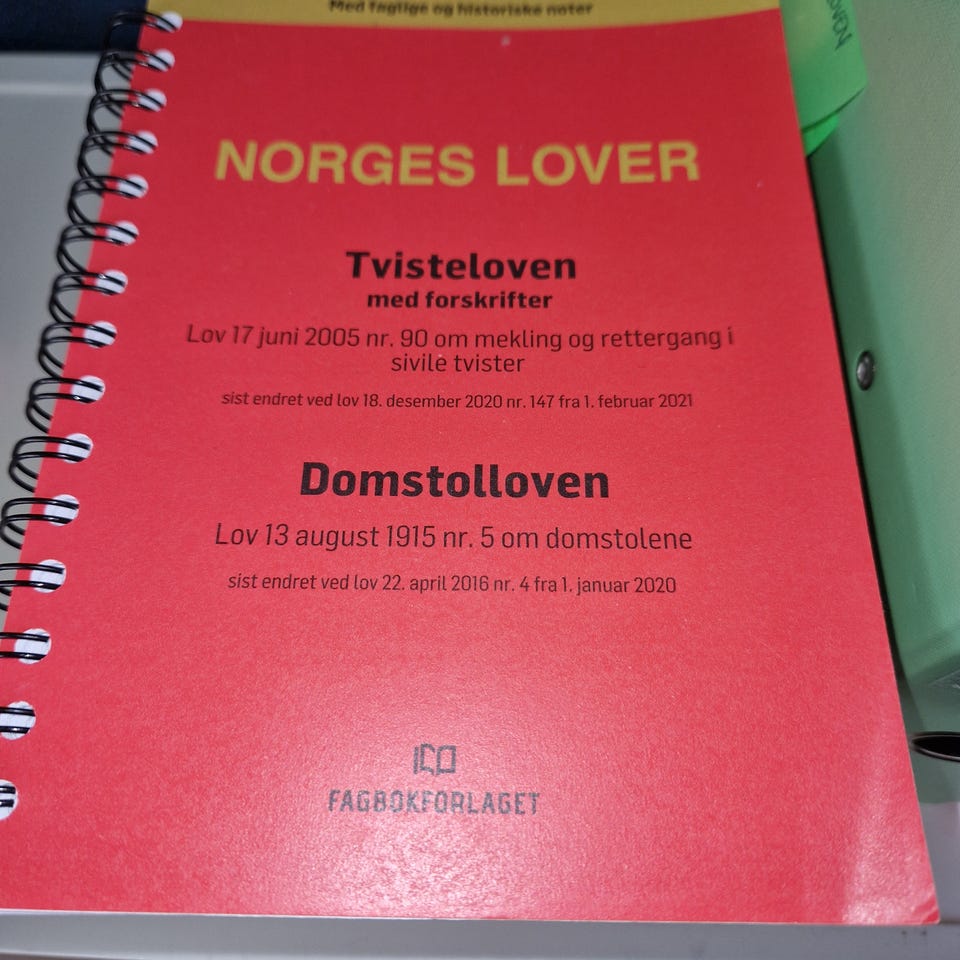 Med faglige og historiske noter
NORGES LOVER
Tvisteloven
med forskrifter
Lov 17 juni 2005 nr. 90 om mekling og rettergang i
sivile tvister
sist endret ved lov 18. desember 2020 nr. 147 fra 1. februar 2021
Domstolloven
Lov 13 august 1915 nr. 5 om domstolene
sist endret ved lov 22. april 2016 nr. 4 fra 1. januar 2020
FAGBOKFORLAGET